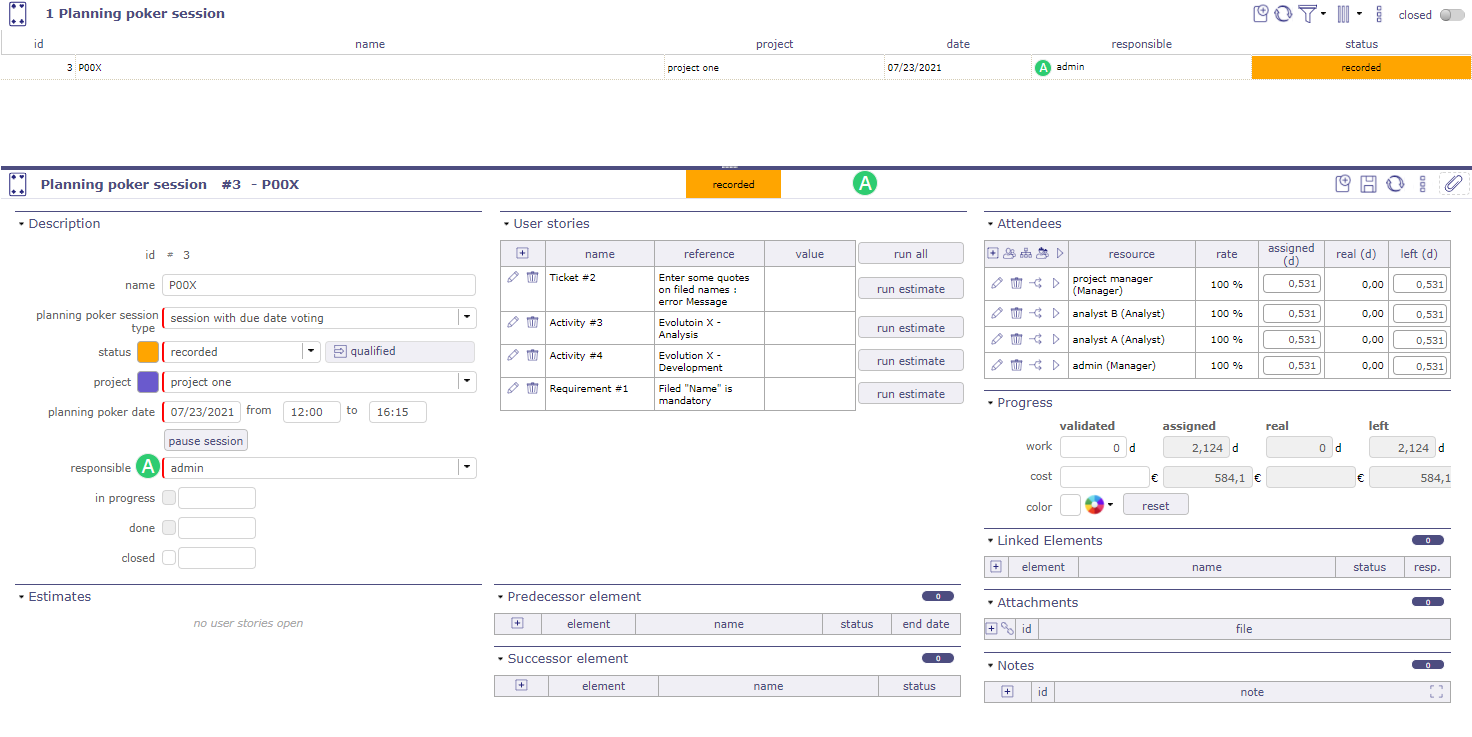 1 Planning poker session
closed
id name project date responsible status
3 P00X project one 07/23/2021 A admin recorded
Planning poker session #3 - P00X
recorded
A
Description
id # 3
name P00X
planning poker session
type
session with due date voting
status recorded qualified
project project one
planning poker date 07/23/2021 from 12:00 to 16:15
pause session
responsible A admin
in progress
done
closed
Estimates
no user stories open
User stories
name reference value run all
Ticket #2 Enter some quotes
on filed names :
error Message
run estimate
Activity #3 Evolutoin X -
Analysis
run estimate
Activity #4 Evolution X -
Development
run estimate
Requirement #1 Filed "Name" is
mandatory
run estimate
Predecessor element 0
element name status end date
Successor element 0
element name status
Attendees
resource rate assigned
(d)
real (d) left (d)
project manager
(Manager)
100 % 0,531 0,00 0,531
analyst B (Analyst) 100 % 0,531 0,00 0,531
analyst A (Analyst) 100 % 0,531 0,00 0,531
admin (Manager) 100 % 0,531 0,00 0,531
Progress
validated assigned real left
work 0 d 2,124 d 0 d 2,124 d
cost € 584,1 € € 584,1
color reset
Linked Elements 0
element name status resp.
Attachments 0
id file
Notes 0
id note